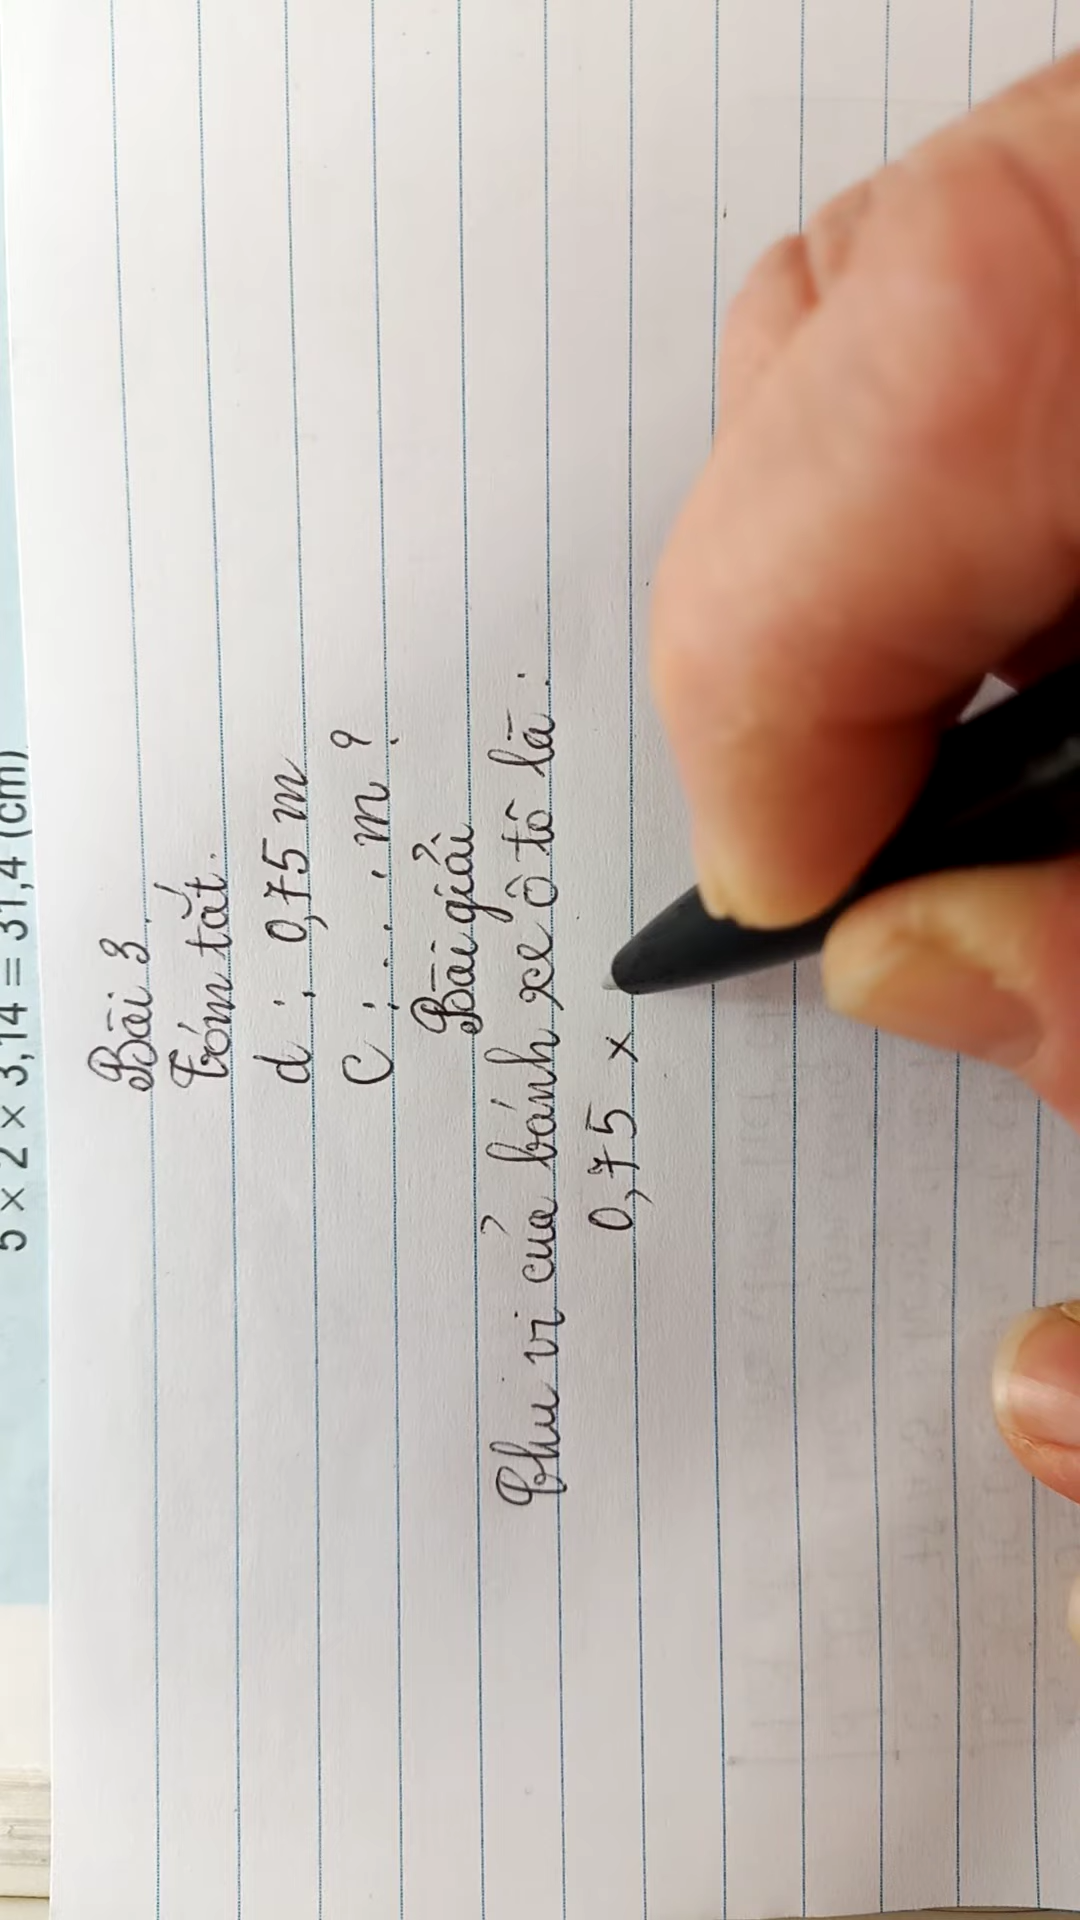 5 × 2 × 3,14 = 31,4 (cm)
Bài 3
Tóm tắt.
d : 0,75 m
C : . . . m ?
Bài giải
Chu vi của bánh xe ô tô là :
0,75 ×